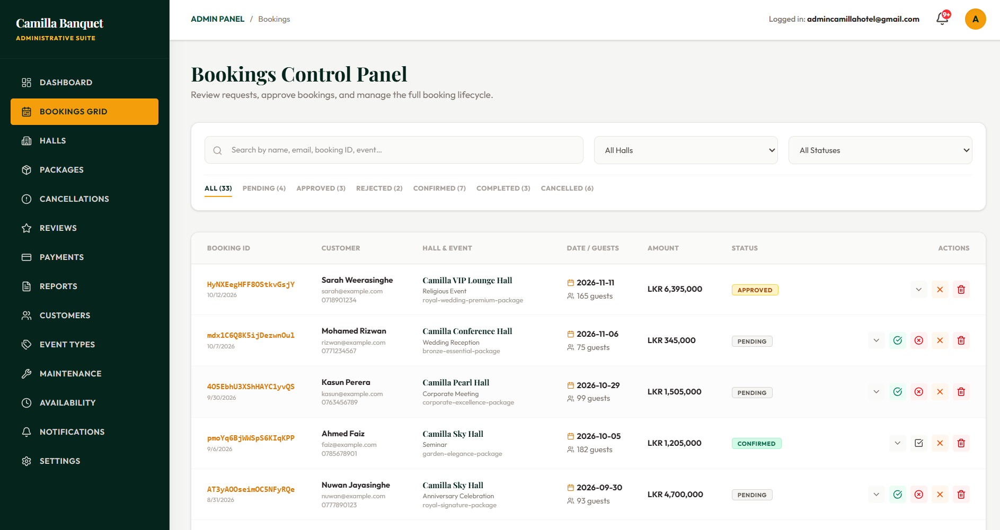 Camilla Banquet
ADMINISTRATIVE SUITE
DASHBOARD
BOOKINGS GRID
HALLS
PACKAGES
CANCELLATIONS
REVIEWS
PAYMENTS
REPORTS
CUSTOMERS
EVENT TYPES
MAINTENANCE
AVAILABILITY
NOTIFICATIONS
SETTINGS
ADMIN PANEL / Bookings
Logged in: admincamillahotel@gmail.com
9+
A
Bookings Control Panel
Review requests, approve bookings, and manage the full booking lifecycle.
Search by name, email, booking ID, event...
All Halls
All Statuses
ALL (33) PENDING (4) APPROVED (3) REJECTED (2) CONFIRMED (7) COMPLETED (3) CANCELLED (6)
BOOKING ID CUSTOMER HALL & EVENT DATE / GUESTS AMOUNT STATUS ACTIONS
HyNXEegHFF8OStkvGsjY
10/12/2026
Sarah Weerasinghe
sarah@example.com
0718901234
Camilla VIP Lounge Hall
Religious Event
royal-wedding-premium-package
2026-11-11
165 guests
LKR 6,395,000
APPROVED
mdx1C6Q8K5ijDezwnOu1
10/7/2026
Mohamed Rizwan
rizwan@example.com
0771234567
Camilla Conference Hall
Wedding Reception
bronze-essential-package
2026-11-06
75 guests
LKR 345,000
PENDING
4O5EbhU3XShHAYC1yvQS
9/30/2026
Kasun Perera
kasun@example.com
0763456789
Camilla Pearl Hall
Corporate Meeting
corporate-excellence-package
2026-10-29
99 guests
LKR 1,505,000
PENDING
pmoYq6BjWWSpS6KIqKPP
9/6/2026
Ahmed Faiz
faiz@example.com
0785678901
Camilla Sky Hall
Seminar
garden-elegance-package
2026-10-05
182 guests
LKR 1,205,000
CONFIRMED
AT3yAOOseimOC5NFyRQe
8/31/2026
Nuwan Jayasinghe
nuwan@example.com
0777890123
Camilla Sky Hall
Anniversary Celebration
royal-signature-package
2026-09-30
93 guests
LKR 4,700,000
PENDING